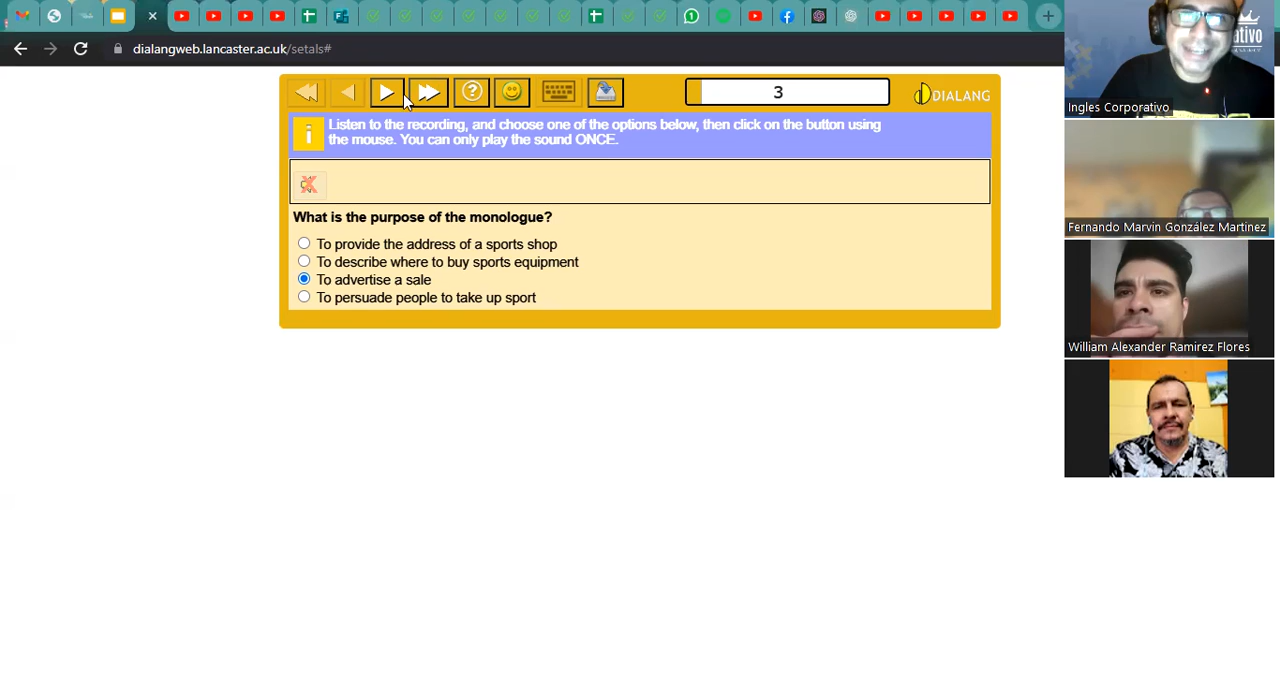 dialangweb.lancaster.ac.uk/setals#
3
DIALANG
i
Listen to the recording, and choose one of the options below, then click on the button using
the mouse. You can only play the sound ONCE.
What is the purpose of the monologue?
To provide the address of a sports shop
To describe where to buy sports equipment
To advertise a sale
To persuade people to take up sport
Ingles Corporativo
Fernando Marvin González Martinez
William Alexander Ramirez Flores